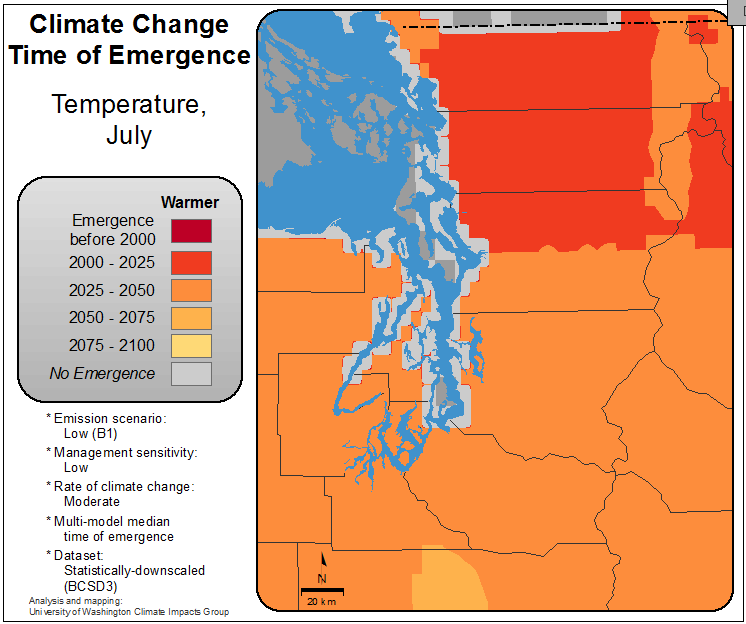 Climate Change
Time of Emergence
Temperature,
July
Warmer
Emergence
before 2000
2000 - 2025
2025 - 2050
2050 - 2075
2075 - 2100
No Emergence
* Emission scenario:
Low (B1)
* Management sensitivity:
Low
* Rate of climate change:
Moderate
* Multi-model median
time of emergence
* Dataset:
Statistically-downscaled
(BCSD3)
Analysis and mapping:
University of Washington Climate Impacts Group
N
20 km